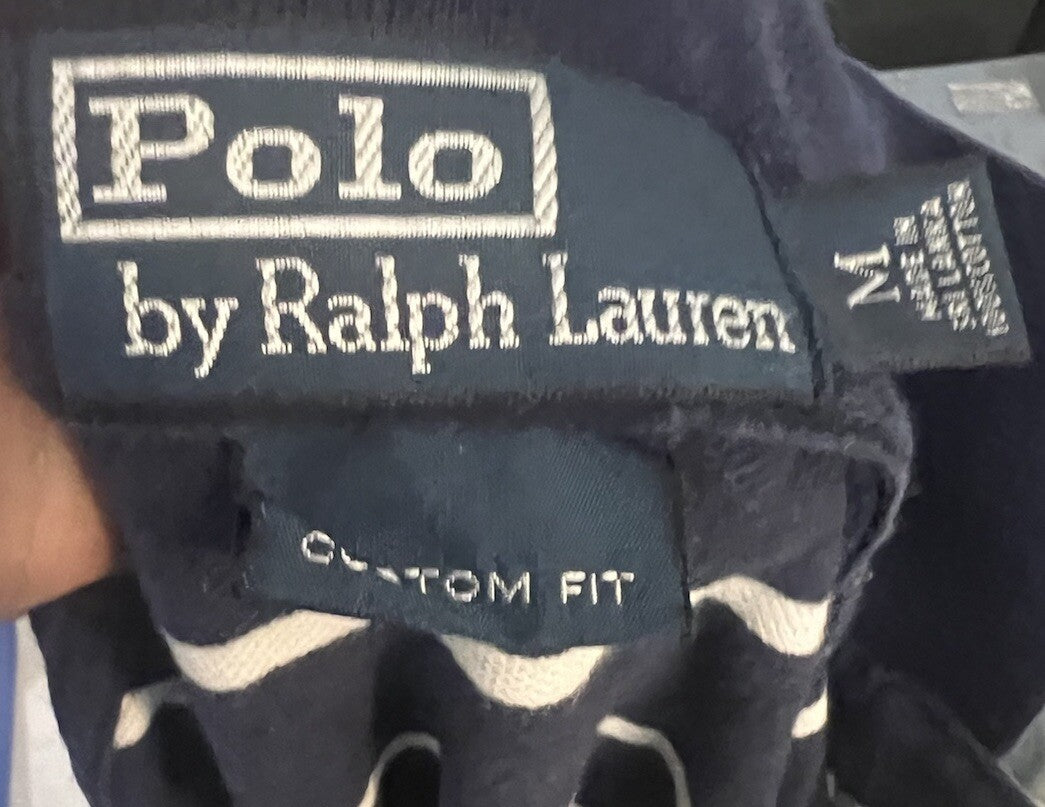 Polo
by Ralph Lauren
M
CUSTOM FIT